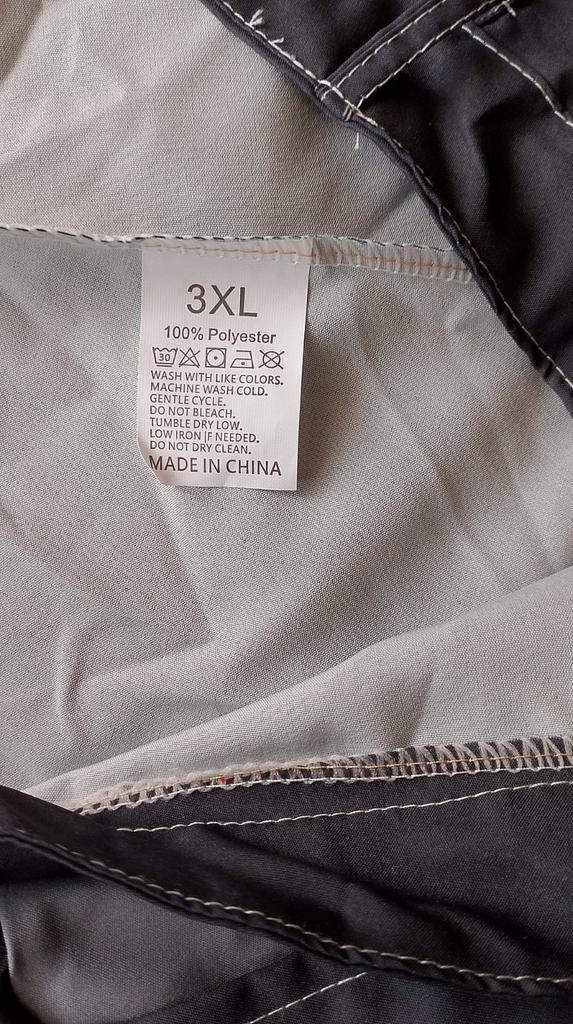 3XL
100% Polyester
30
WASH WITH LIKE COLORS.
MACHINE WASH COLD.
GENTLE CYCLE.
DO NOT BLEACH.
TUMBLE DRY LOW.
LOW IRON IF NEEDED.
DO NOT DRY CLEAN.
MADE IN CHINA